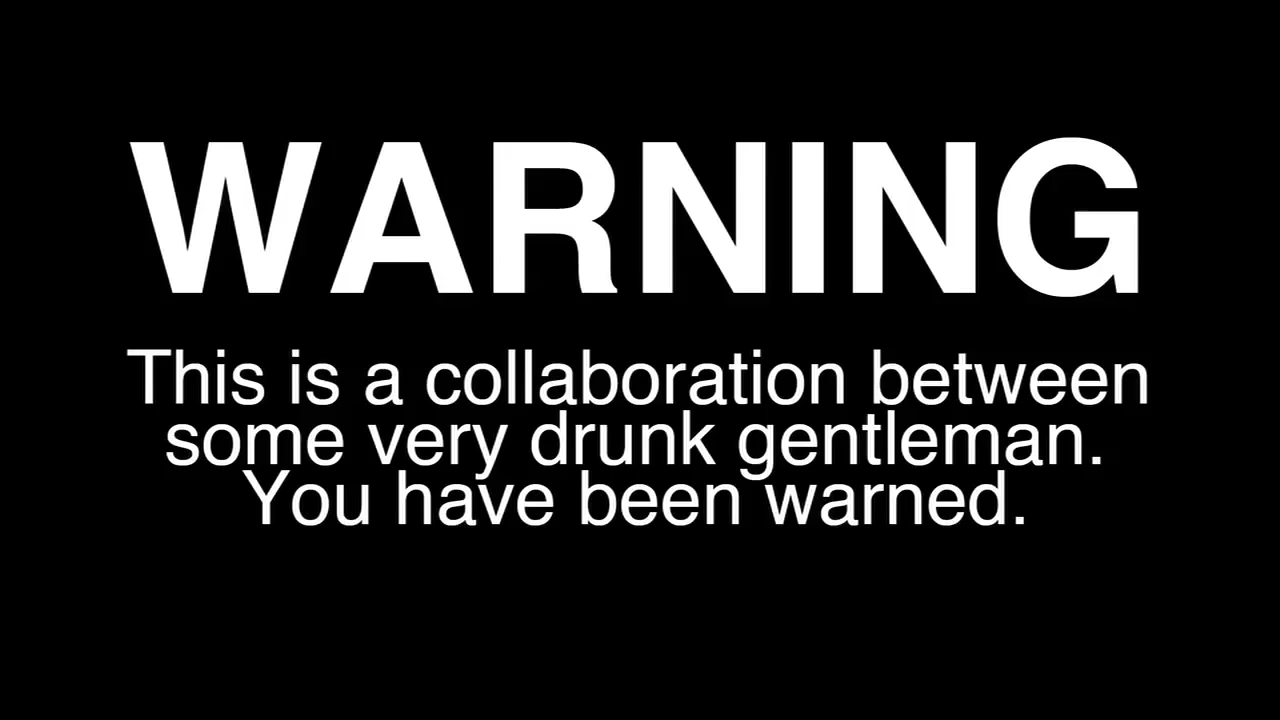 WARNING
This is a collaboration between
some very drunk gentleman.
You have been warned.